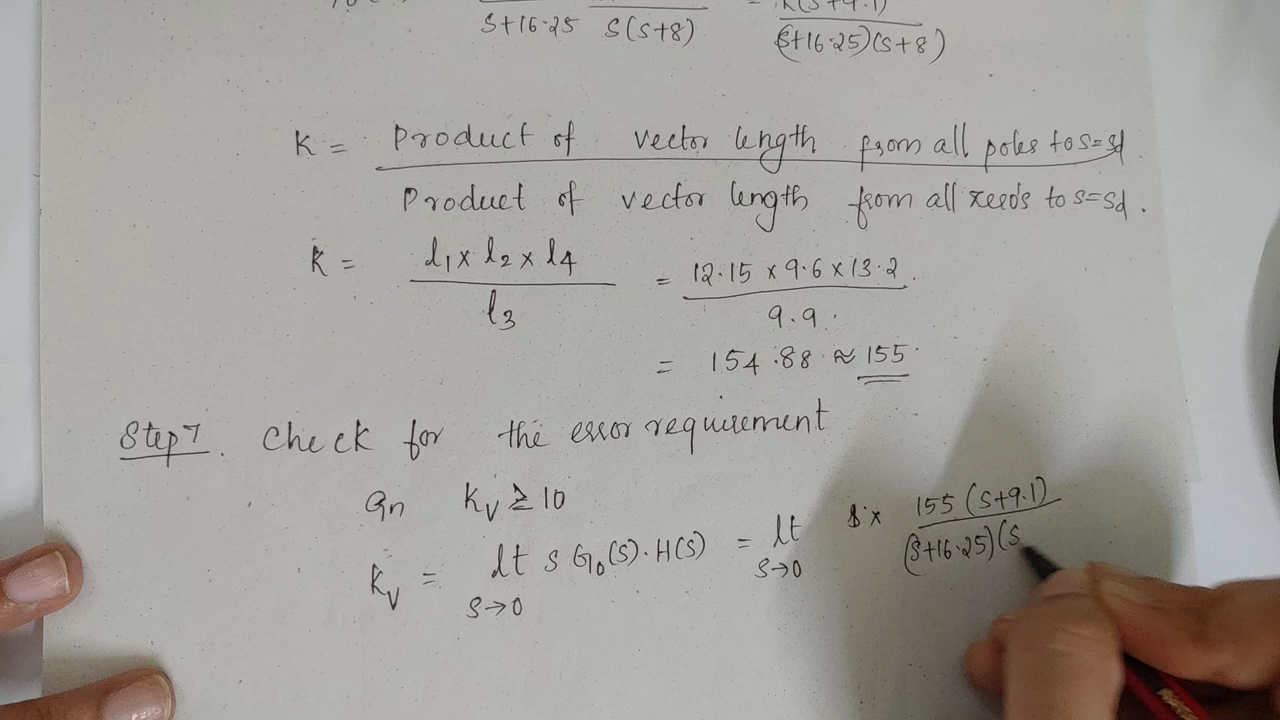 S+16.25 S(S+8) = K(S+9.1) / (S+16.25)(S+8)
K = Product of vector length from all poles to s=sd
Product of vector length from all zeros to s=sd.
K = l1 x l2 x l4 / l3 = 12.15 x 9.6 x 13.2 / 9.9.
= 154.88 ≈ 155
Step7. Check for the error requirement
Gn Kv ≥ 10
Kv = lt S→0 S G0(S).H(S) = lt S→0 S x 155 (S+9.1) / (S+16.25)(S